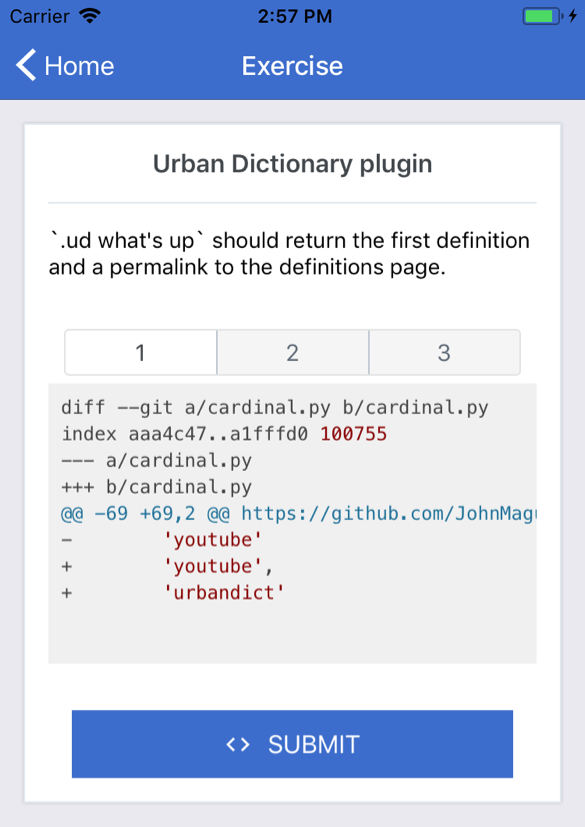 Carrier 2:57 PM
Home Exercise
Urban Dictionary plugin
`.ud what's up` should return the first definition
and a permalink to the definitions page.
1 2 3
diff --git a/cardinal.py b/cardinal.py
index aaa4c47..a1fffd0 100755
--- a/cardinal.py
+++ b/cardinal.py
@@ -69 +69,2 @@ https://github.com/JohnMag
-        'youtube'
+        'youtube',
+        'urbandict'
<> SUBMIT